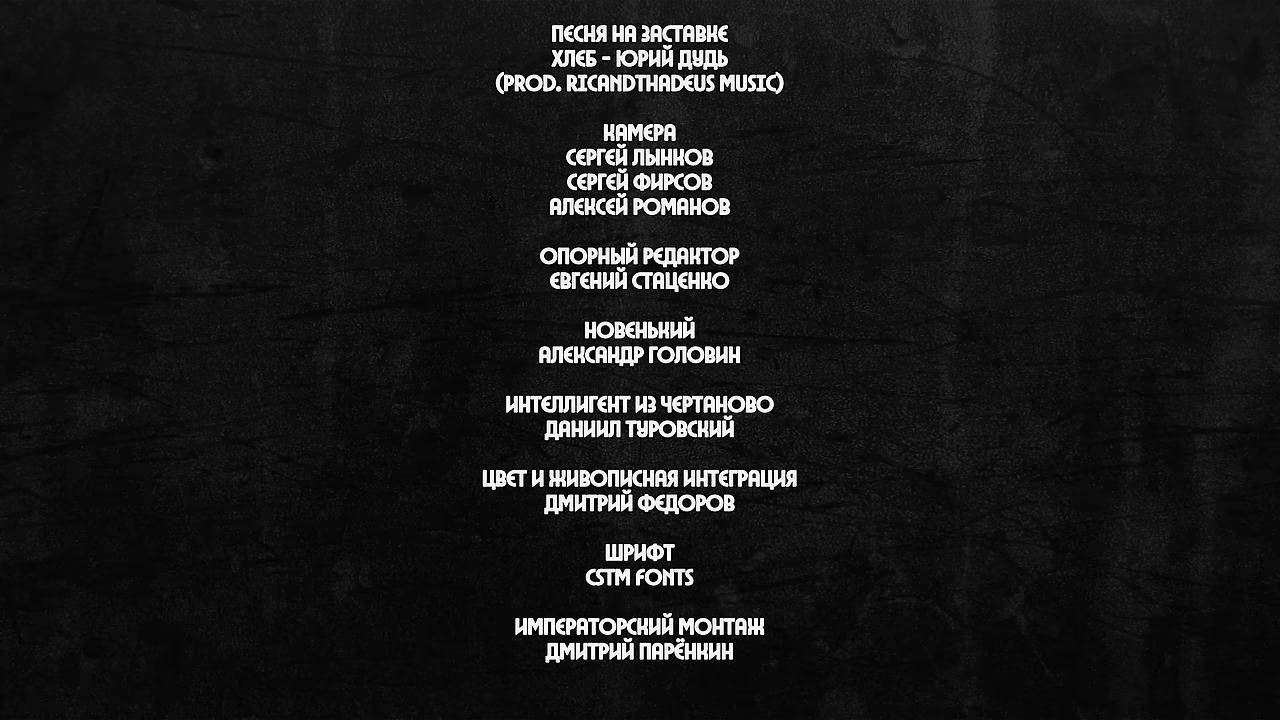 ПЕСНЯ НА ЗАСТАВКЕ
ХЛЕБ - ЮРИЙ ДУДЬ
(PROD. RICANDTHADEUS MUSIC)
КАМЕРА
СЕРГЕЙ ЛЫНКОВ
СЕРГЕЙ ФИРСОВ
АЛЕКСЕЙ РОМАНОВ
ОПОРНЫЙ РЕДАКТОР
ЕВГЕНИЙ СТАЦЕНКО
НОВЕНЬКИЙ
АЛЕКСАНДР ГОЛОВИН
ИНТЕЛЛИГЕНТ ИЗ ЧЕРТАНОВО
ДАНИИЛ ТУРОВСКИЙ
ЦВЕТ И ЖИВОПИСНАЯ ИНТЕГРАЦИЯ
ДМИТРИЙ ФЕДОРОВ
ШРИФТ
CSTM FONTS
ИМПЕРАТОРСКИЙ МОНТАЖ
ДМИТРИЙ ПАРЁНКИН